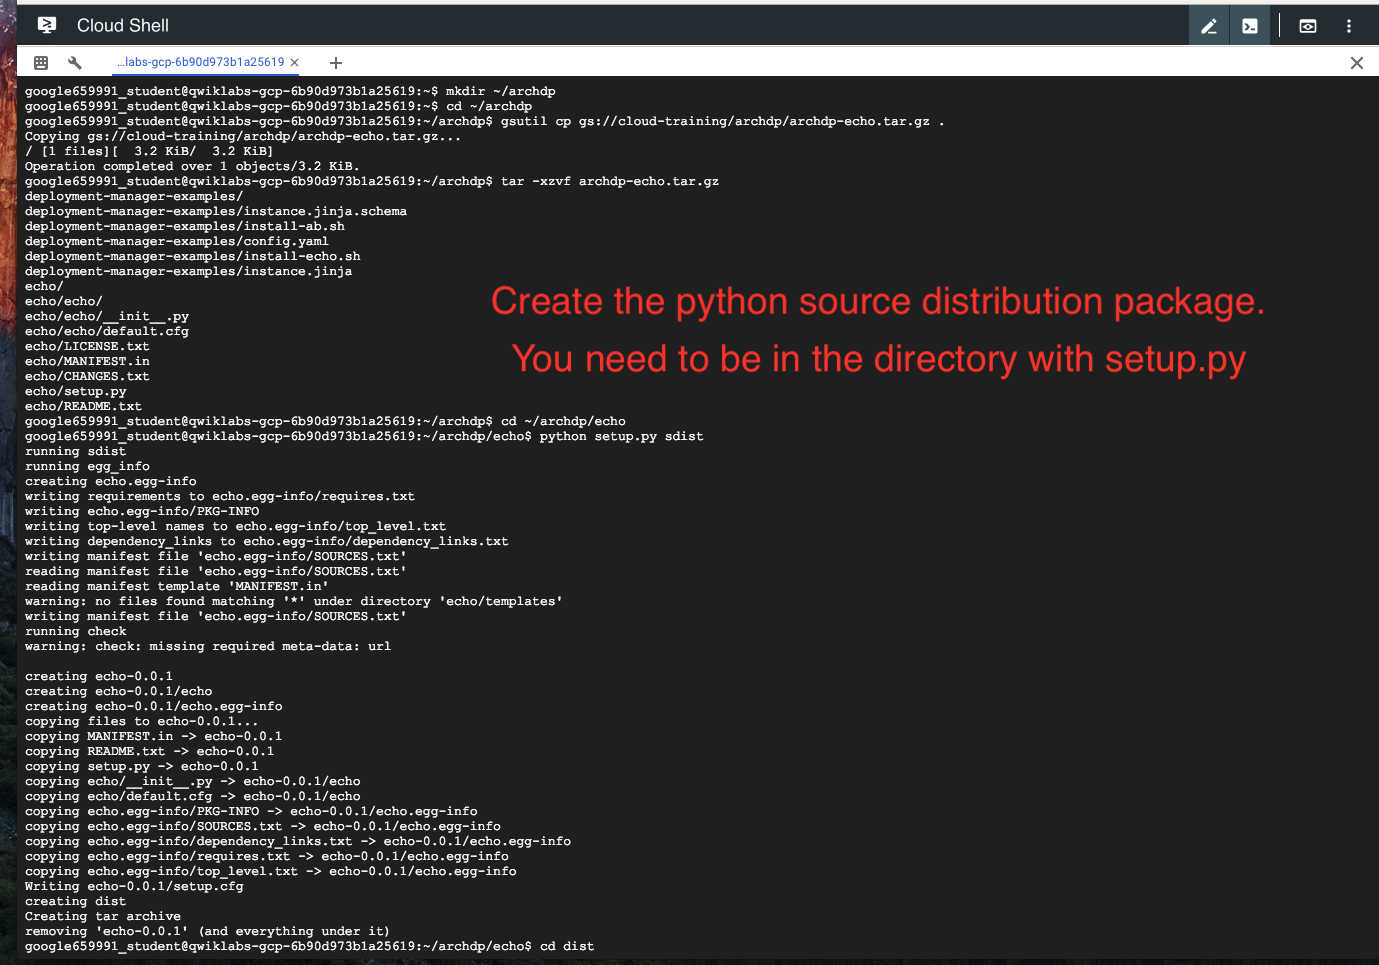 Cloud Shell
...labs-gcp-6b90d973b1a25619
google659991_student@qwiklabs-gcp-6b90d973b1a25619:~$ mkdir ~/archdp
google659991_student@qwiklabs-gcp-6b90d973b1a25619:~$ cd ~/archdp
google659991_student@qwiklabs-gcp-6b90d973b1a25619:~/archdp$ gsutil cp gs://cloud-training/archdp/archdp-echo.tar.gz .
Copying gs://cloud-training/archdp/archdp-echo.tar.gz...
/ [1 files][  3.2 KiB/  3.2 KiB]
Operation completed over 1 objects/3.2 KiB.
google659991_student@qwiklabs-gcp-6b90d973b1a25619:~/archdp$ tar -xzvf archdp-echo.tar.gz
deployment-manager-examples/
deployment-manager-examples/instance.jinja.schema
deployment-manager-examples/install-ab.sh
deployment-manager-examples/config.yaml
deployment-manager-examples/install-echo.sh
deployment-manager-examples/instance.jinja
echo/
echo/echo/
echo/echo/__init__.py
echo/echo/default.cfg
echo/LICENSE.txt
echo/MANIFEST.in
echo/CHANGES.txt
echo/setup.py
echo/README.txt
Create the python source distribution package.
You need to be in the directory with setup.py
google659991_student@qwiklabs-gcp-6b90d973b1a25619:~/archdp$ cd ~/archdp/echo
google659991_student@qwiklabs-gcp-6b90d973b1a25619:~/archdp/echo$ python setup.py sdist
running sdist
running egg_info
creating echo.egg-info
writing requirements to echo.egg-info/requires.txt
writing echo.egg-info/PKG-INFO
writing top-level names to echo.egg-info/top_level.txt
writing dependency_links to echo.egg-info/dependency_links.txt
writing manifest file 'echo.egg-info/SOURCES.txt'
reading manifest file 'echo.egg-info/SOURCES.txt'
reading manifest template 'MANIFEST.in'
warning: no files found matching '*' under directory 'echo/templates'
writing manifest file 'echo.egg-info/SOURCES.txt'
running check
warning: check: missing required meta-data: url
creating echo-0.0.1
creating echo-0.0.1/echo
creating echo-0.0.1/echo.egg-info
copying files to echo-0.0.1...
copying MANIFEST.in -> echo-0.0.1
copying README.txt -> echo-0.0.1
copying setup.py -> echo-0.0.1
copying echo/__init__.py -> echo-0.0.1/echo
copying echo/default.cfg -> echo-0.0.1/echo
copying echo.egg-info/PKG-INFO -> echo-0.0.1/echo.egg-info
copying echo.egg-info/SOURCES.txt -> echo-0.0.1/echo.egg-info
copying echo.egg-info/dependency_links.txt -> echo-0.0.1/echo.egg-info
copying echo.egg-info/requires.txt -> echo-0.0.1/echo.egg-info
copying echo.egg-info/top_level.txt -> echo-0.0.1/echo.egg-info
Writing echo-0.0.1/setup.cfg
creating dist
Creating tar archive
removing 'echo-0.0.1' (and everything under it)
google659991_student@qwiklabs-gcp-6b90d973b1a25619:~/archdp/echo$ cd dist